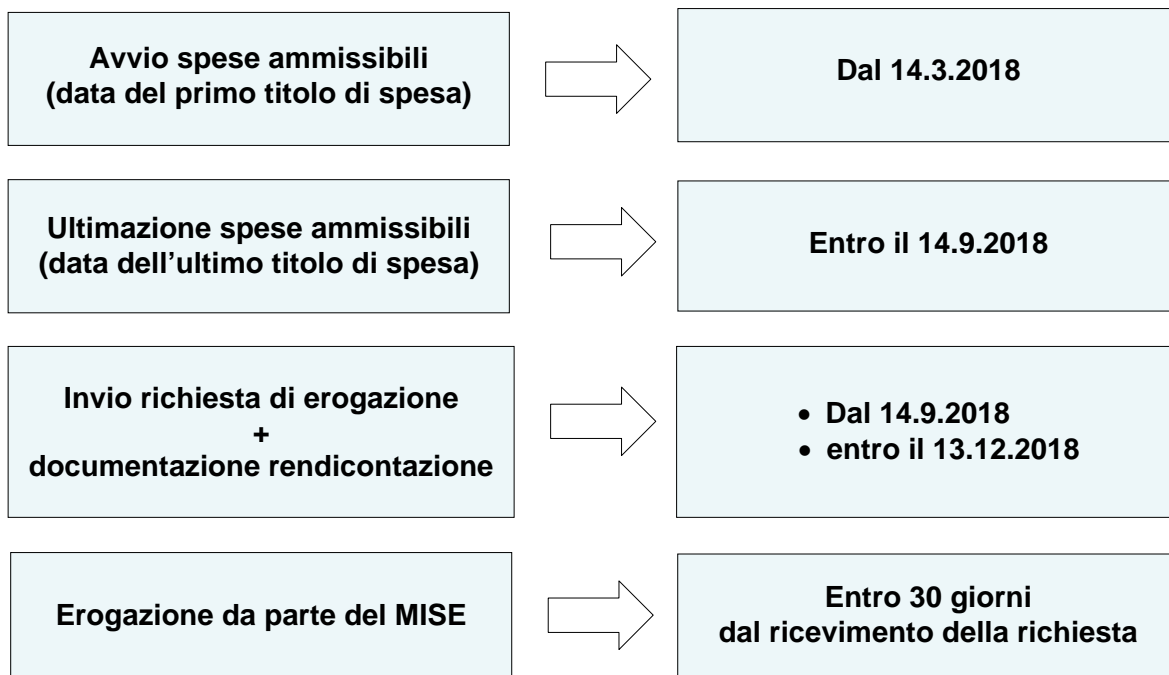 Avvio spese ammissibili
(data del primo titolo di spesa)
Dal 14.3.2018
Ultimazione spese ammissibili
(data dell’ultimo titolo di spesa)
Entro il 14.9.2018
Invio richiesta di erogazione
+
documentazione rendicontazione
• Dal 14.9.2018
• entro il 13.12.2018
Erogazione da parte del MISE
Entro 30 giorni
dal ricevimento della richiesta